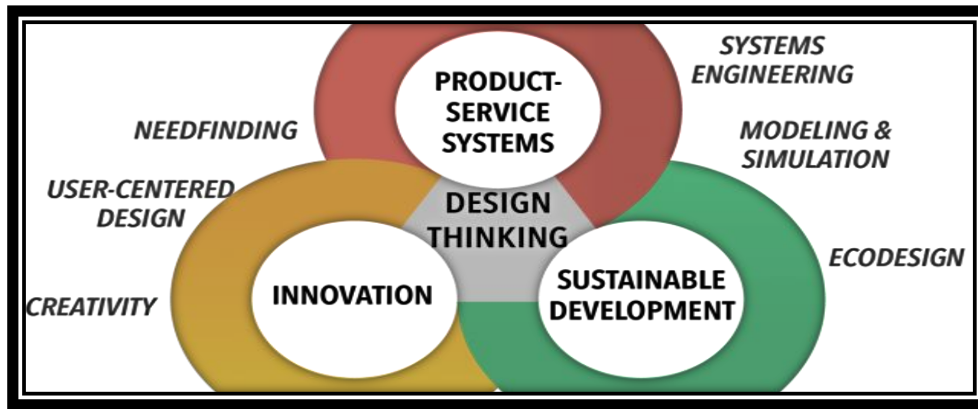 PRODUCT-
SERVICE
SYSTEMS
SYSTEMS
ENGINEERING
NEEDFINDING
MODELING &
SIMULATION
USER-CENTERED
DESIGN
DESIGN
THINKING
ECODESIGN
CREATIVITY
INNOVATION
SUSTAINABLE
DEVELOPMENT